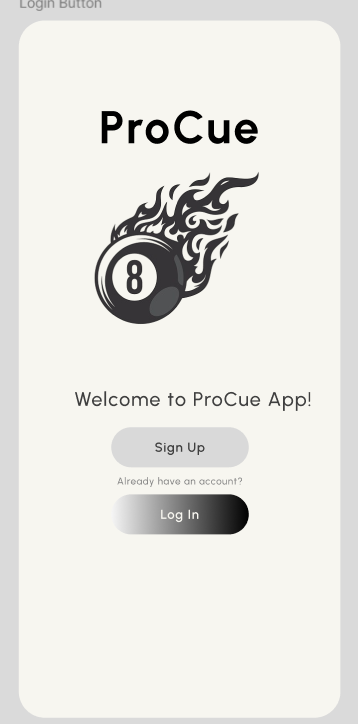 Login Button
ProCue
8
Welcome to ProCue App!
Sign Up
Already have an account?
Log In